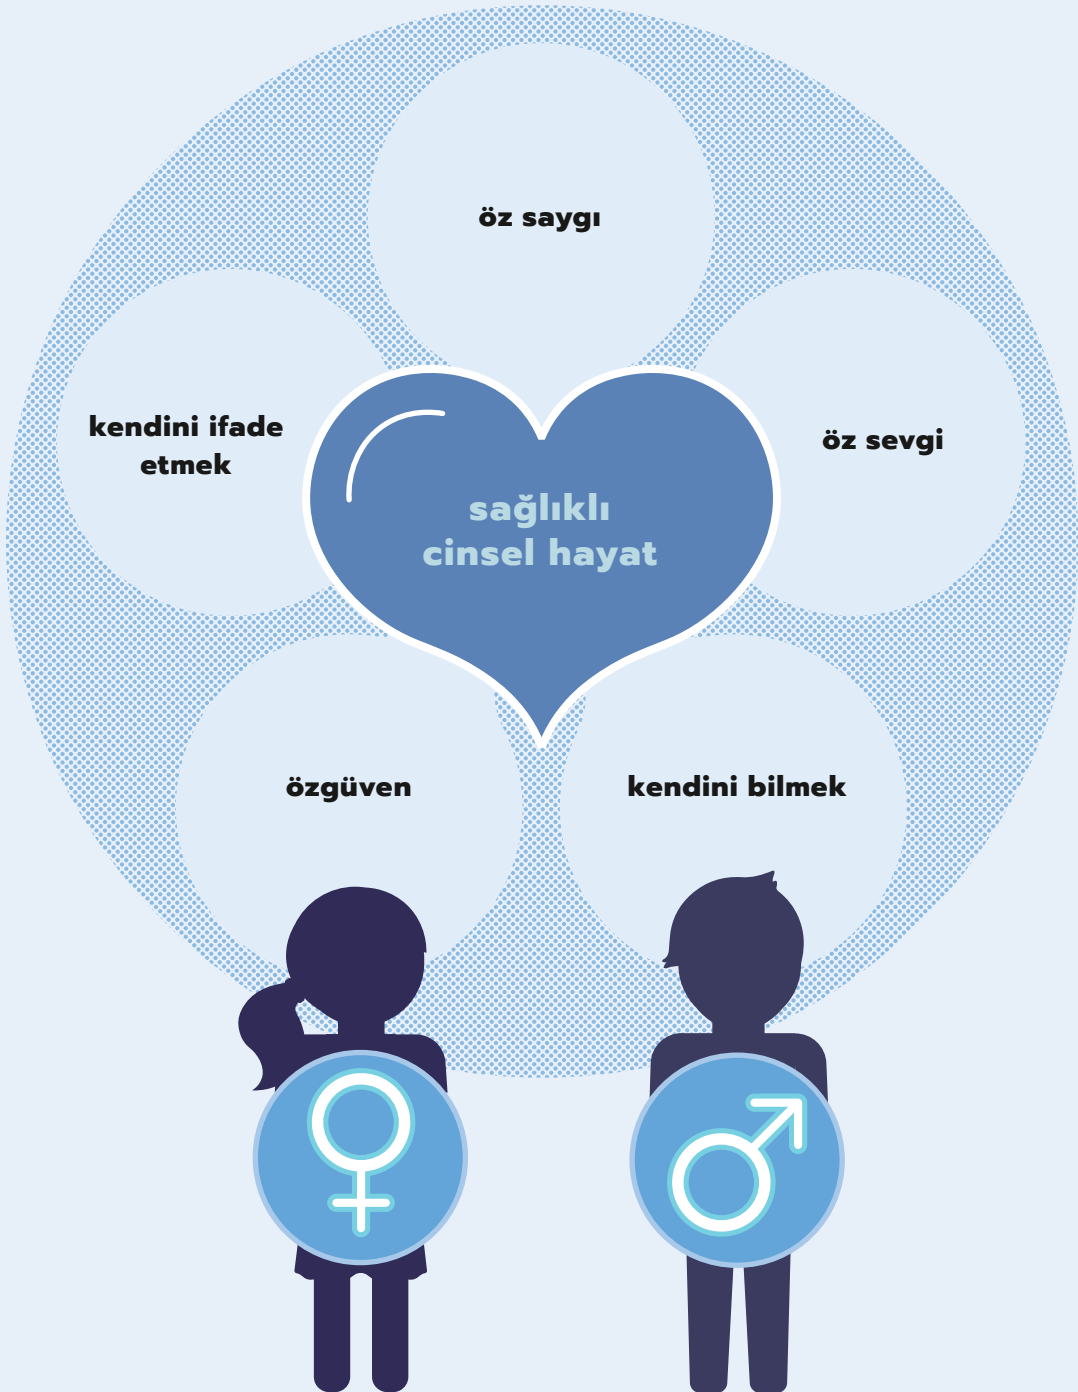 öz saygı
kendini ifade
etmek
öz sevgi
sağlıklı
cinsel hayat
özgüven
kendini bilmek